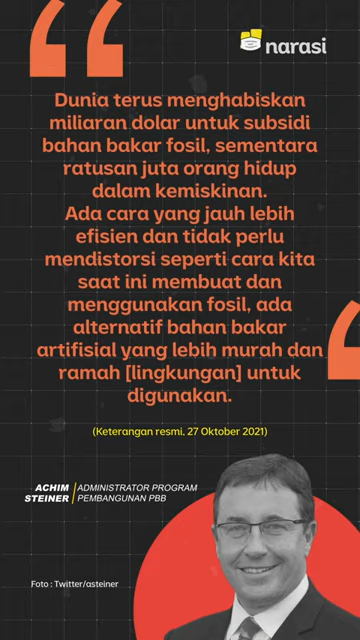 narasi
Dunia terus menghabiskan
miliaran dolar untuk subsidi
bahan bakar fosil, sementara
ratusan juta orang hidup
dalam kemiskinan.
Ada cara yang jauh lebih
efisien dan tidak perlu
mendistorsi seperti cara kita
saat ini membuat dan
menggunakan fosil, ada
alternatif bahan bakar
artifisial yang lebih murah dan
ramah [lingkungan] untuk
digunakan.
(Keterangan resmi, 27 Oktober 2021)
ACHIM
STEINER
ADMINISTRATOR PROGRAM
PEMBANGUNAN PBB
Foto : Twitter/asteiner